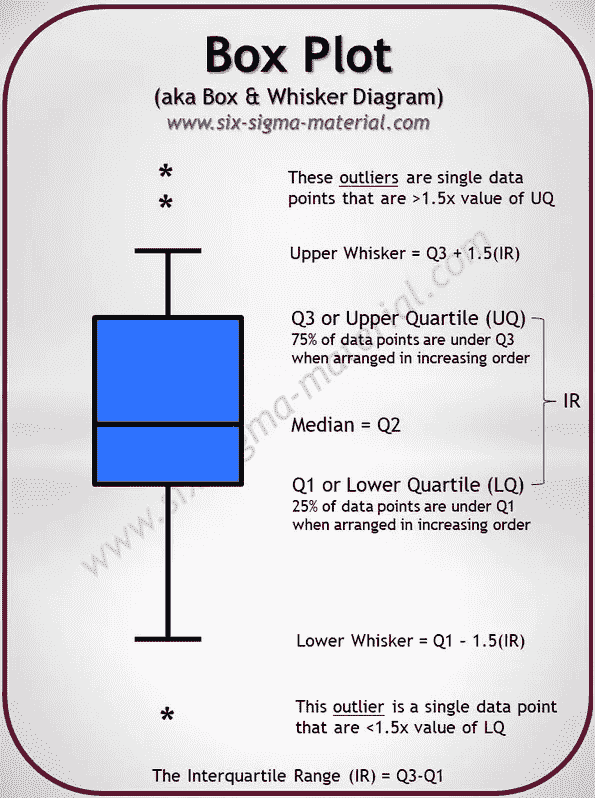 Box Plot
(aka Box & Whisker Diagram)
www.six-sigma-material.com
*
*
These outliers are single data
points that are >1.5x value of UQ
Upper Whisker = Q3 + 1.5(IR)
Q3 or Upper Quartile (UQ)
75% of data points are under Q3
when arranged in increasing order
IR
Median = Q2
Q1 or Lower Quartile (LQ)
25% of data points are under Q1
when arranged in increasing order
www.six-sigma-material.com
Lower Whisker = Q1 – 1.5(IR)
*
This outlier is a single data point
that are <1.5x value of LQ
The Interquartile Range (IR) = Q3-Q1